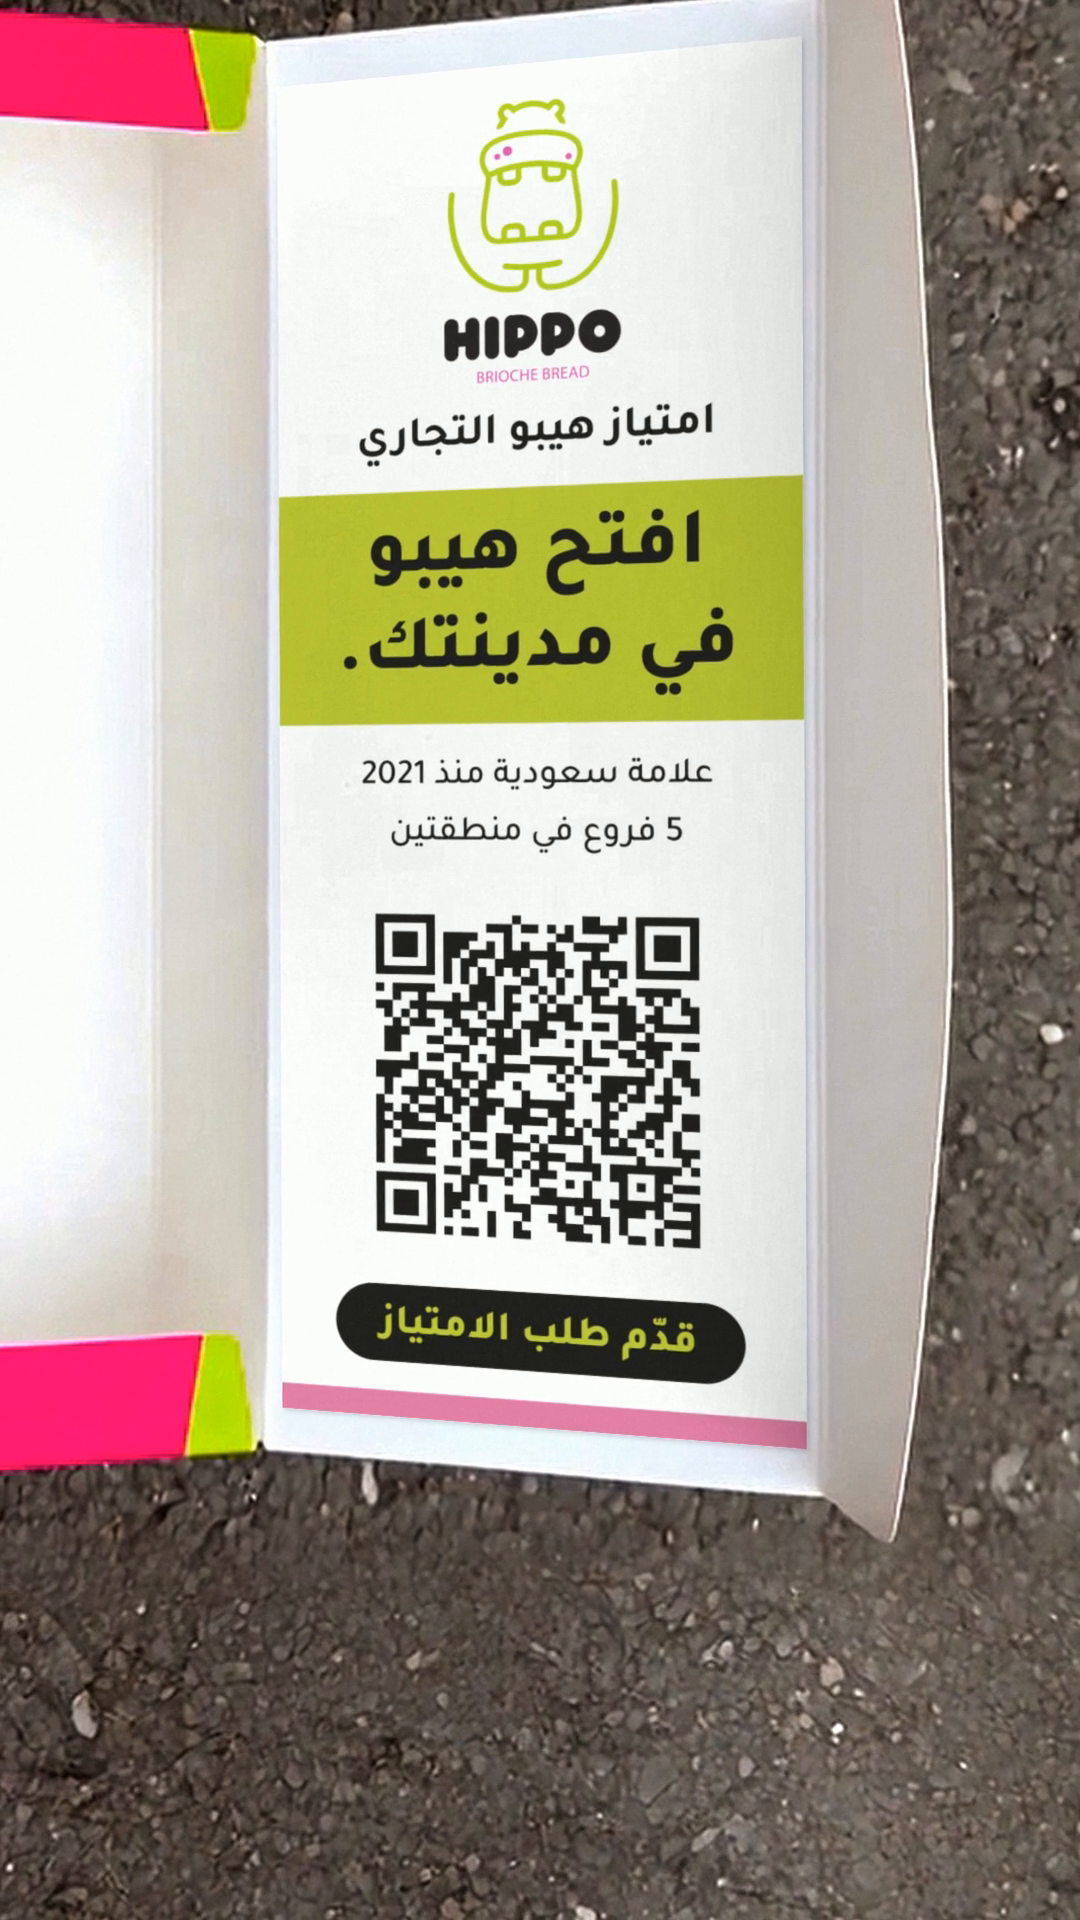 HIPPO
BRIOCHE BREAD
امتياز هيبو التجاري
افتح هيبو
في مدينتك.
علامة سعودية منذ 2021
5 فروع في منطقتين
قدّم طلب الامتياز